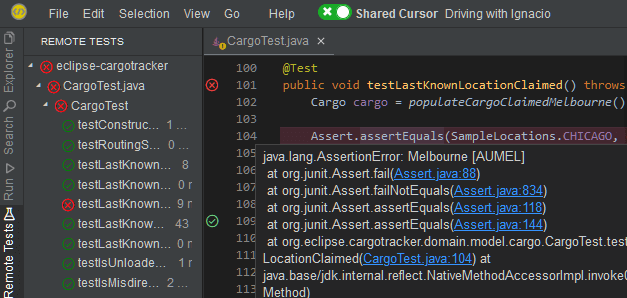 File Edit Selection View Go Help Shared Cursor Driving with Ignacio
REMOTE TESTS
eclipse-cargotracker
CargoTest.java
CargoTest
testConstruc... 1 ...
testRoutingS... 0 ...
testLastKnown... 8
testLastKnown... 0 m
testLastKnown... 9 m
testLastKnow... 43
testLastKnown... 0 m
testIsUnloade... 1
testIsMisdire... 2 ...
Explorer
Search
Run
Remote Tests
CargoTest.java ×
100 @Test
101 public void testLastKnownLocationClaimed() throws
102 Cargo cargo = populateCargoClaimedMelbourne()
103
104 Assert.assertEquals(SampleLocations.CHICAGO,
105
106
107
108
109
110
111
112
113
java.lang.AssertionError: Melbourne [AUMEL]
at org.junit.Assert.fail(Assert.java:88)
at org.junit.Assert.failNotEquals(Assert.java:834)
at org.junit.Assert.assertEquals(Assert.java:118)
at org.junit.Assert.assertEquals(Assert.java:144)
at org.eclipse.cargotracker.domain.model.cargo.CargoTest.test
LocationClaimed(CargoTest.java:104) at
java.base/jdk.internal.reflect.NativeMethodAccessorImpl.invoke0
Method)